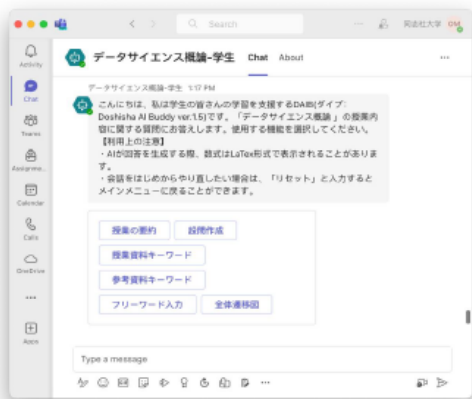 Search
同志社大学
データサイエンス概論-学生 Chat About
Activity
Chat
Teams
Assignme...
Calendar
Calls
OneDrive
Apps
データサイエンス概論-学生 1:17 PM
こんにちは、私は学生の皆さんの学習を支援するDAIB(ダイブ:
Doshisha AI Buddy ver.1.5)です。「データサイエンス概論 」の授業内
容に関する質問にお答えします。使用する機能を選択してください。
【利用上の注意】
・AIが回答を生成する際、数式はLaTex形式で表示されることがありま
す。
・会話をはじめからやり直したい場合は、「リセット」と入力すると
メインメニューに戻ることができます。
授業の要約 設問作成
授業資料キーワード
参考資料キーワード
フリーワード入力 全体遷移図
Type a message